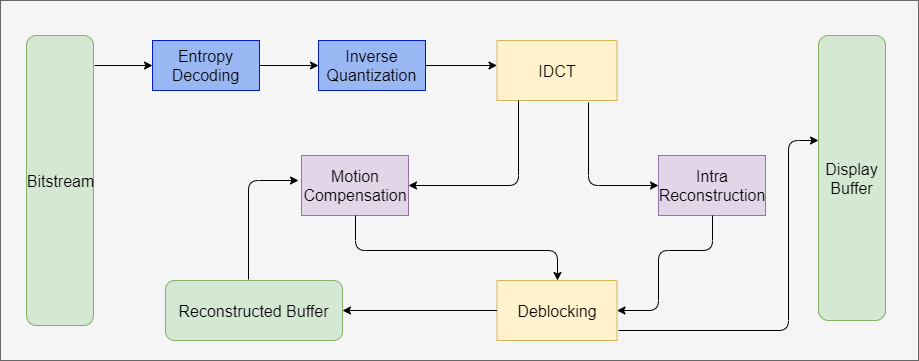 Bitstream
Entropy
Decoding
Inverse
Quantization
IDCT
Motion
Compensation
Intra
Reconstruction
Display
Buffer
Reconstructed Buffer
Deblocking